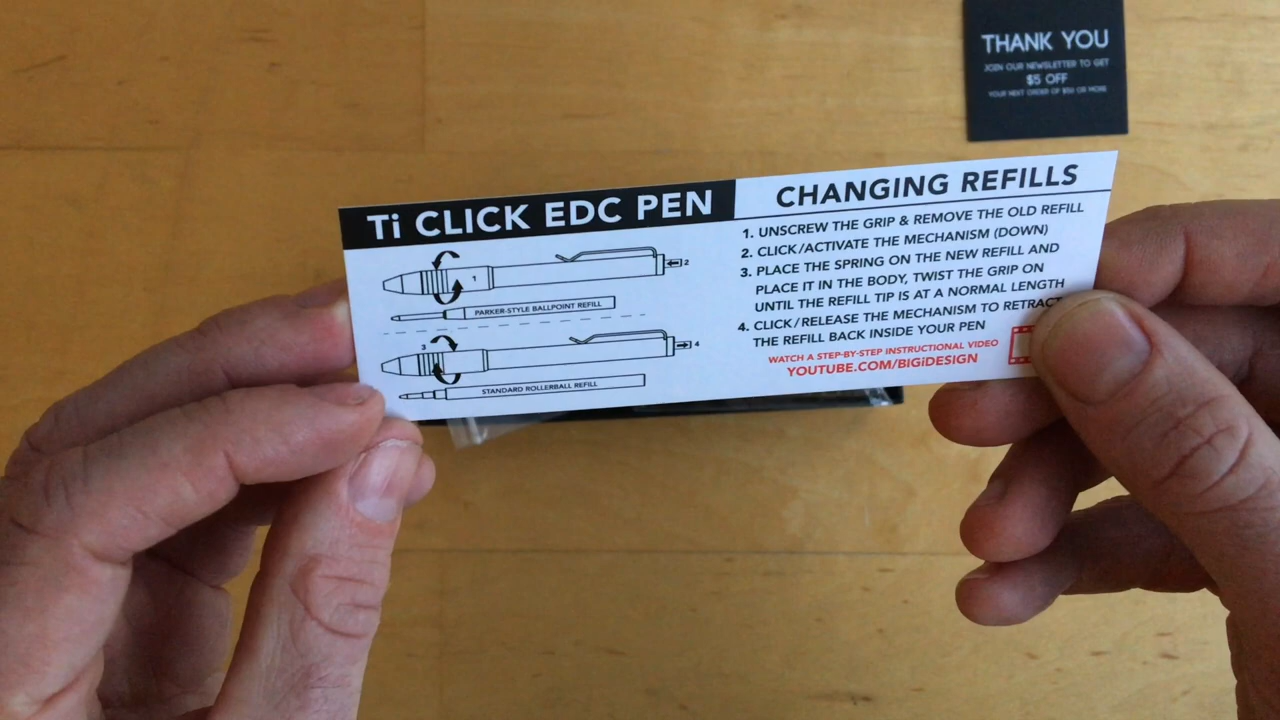 THANK YOU
JOIN OUR NEWSLETTER TO GET
$5 OFF
YOUR NEXT ORDER OF $50 OR MORE
Ti CLICK EDC PEN
1
2
PARKER-STYLE BALLPOINT REFILL
3
4
STANDARD ROLLERBALL REFILL
CHANGING REFILLS
1. UNSCREW THE GRIP & REMOVE THE OLD REFILL
2. CLICK/ACTIVATE THE MECHANISM (DOWN)
3. PLACE THE SPRING ON THE NEW REFILL AND
PLACE IT IN THE BODY, TWIST THE GRIP ON
UNTIL THE REFILL TIP IS AT A NORMAL LENGTH
4. CLICK/RELEASE THE MECHANISM TO RETRACT
THE REFILL BACK INSIDE YOUR PEN
WATCH A STEP-BY-STEP INSTRUCTIONAL VIDEO
YOUTUBE.COM/BIGiDESIGN